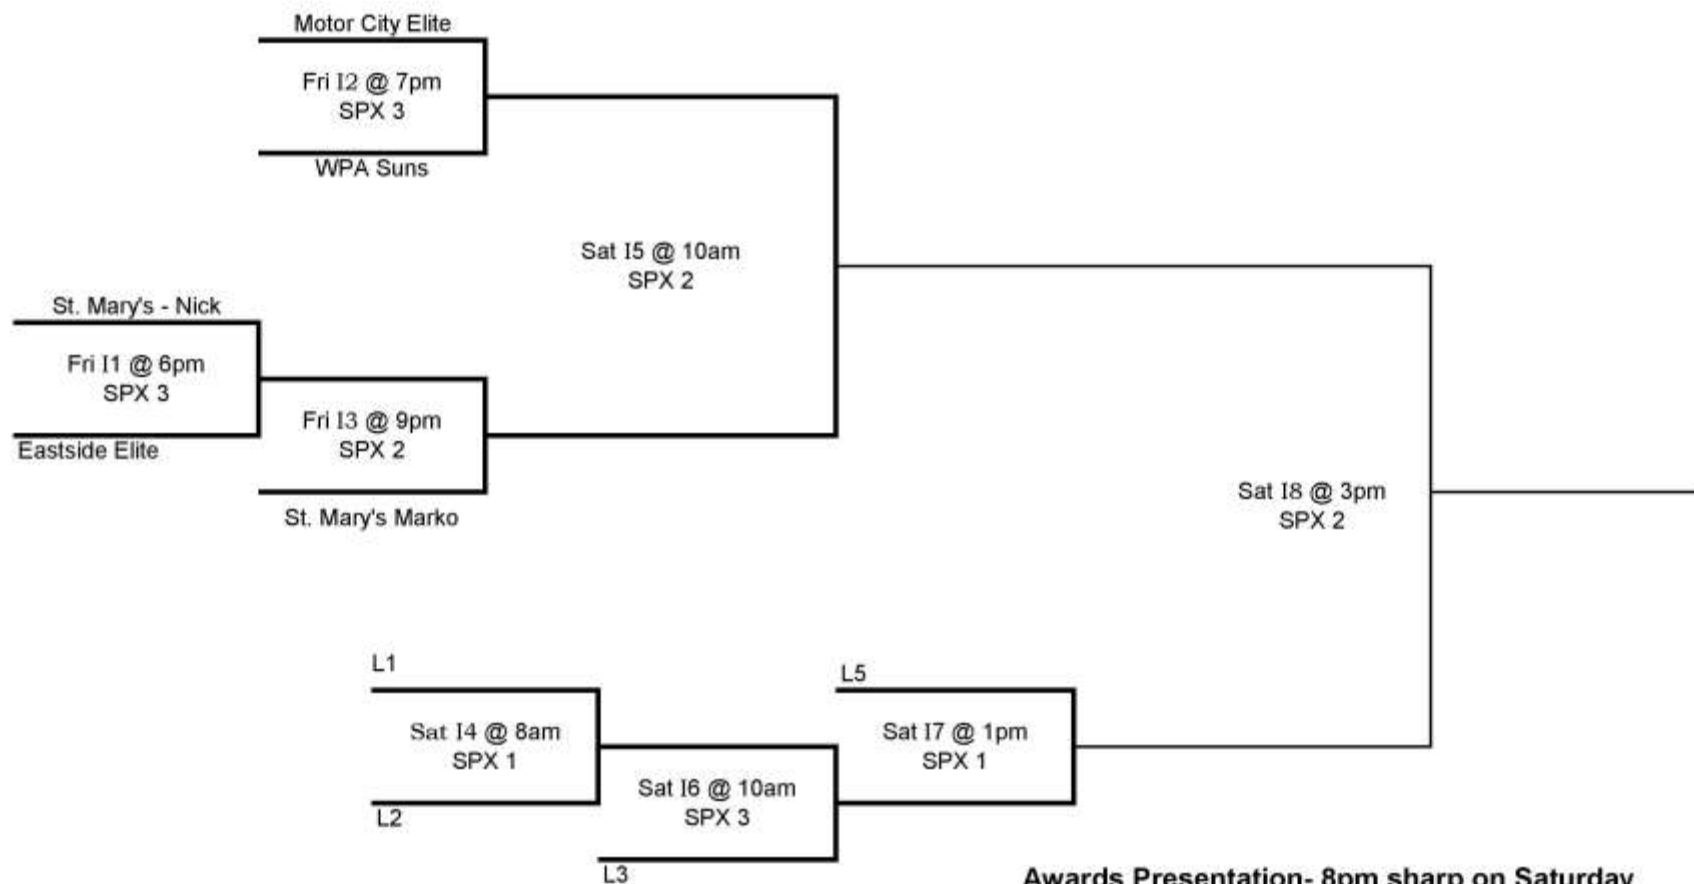 Motor City Elite
Fri I2 @ 7pm
SPX 3
WPA Suns
Sat I5 @ 10am
SPX 2
St. Mary's - Nick
Fri I1 @ 6pm
SPX 3
Eastside Elite
Fri I3 @ 9pm
SPX 2
St. Mary's Marko
Sat I8 @ 3pm
SPX 2
L1
L5
Sat I4 @ 8am
SPX 1
Sat I7 @ 1pm
SPX 1
L2
Sat I6 @ 10am
SPX 3
L3
Awards Presentation- 8pm sharp on Saturday